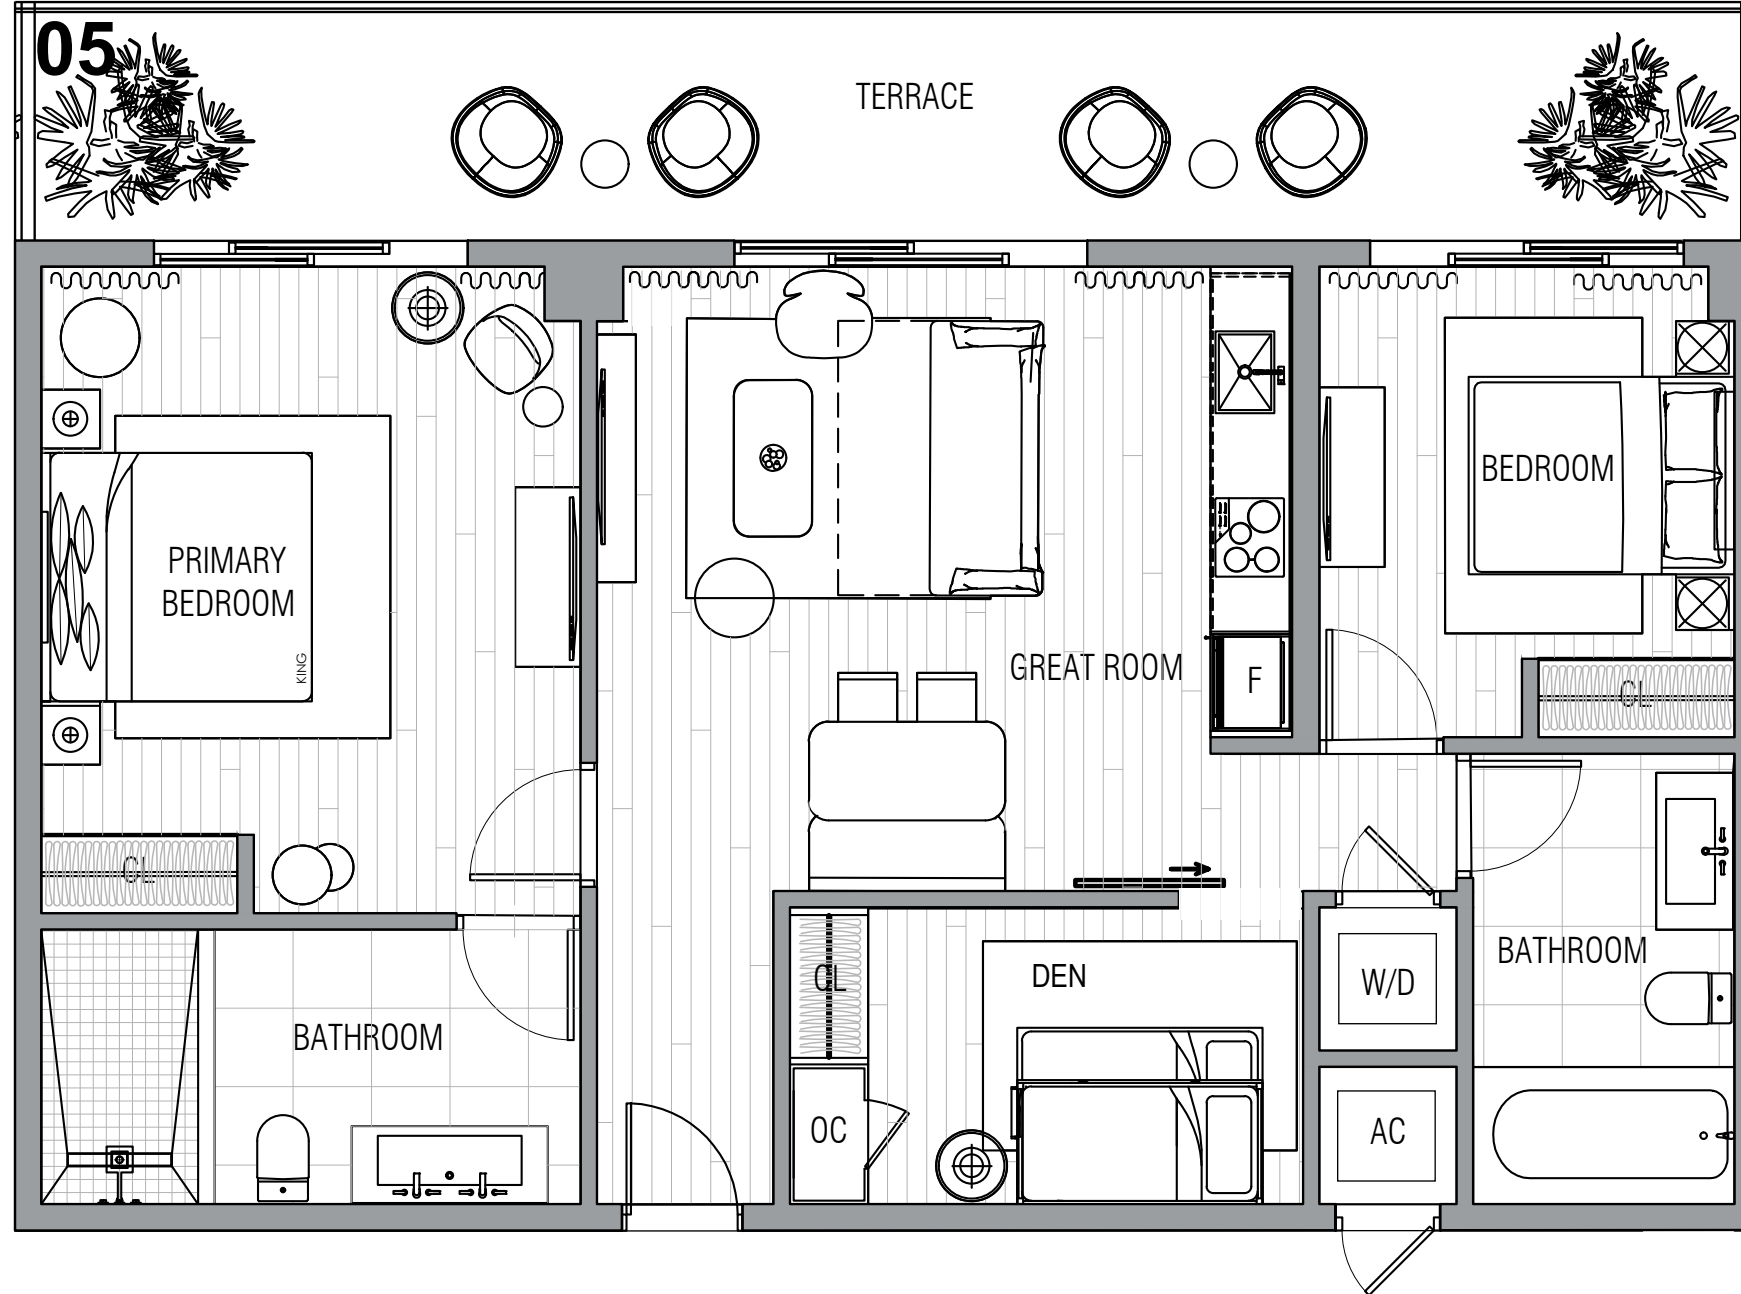 05
TERRACE
PRIMARY
BEDROOM
KING
GREAT ROOM
F
BEDROOM
CL
CL
BATHROOM
CL
DEN
OC
W/D
AC
BATHROOM